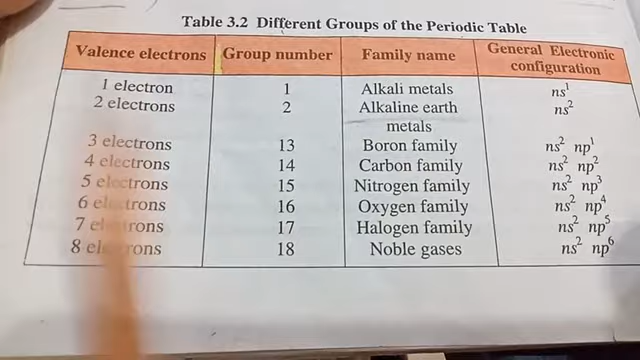 Table 3.2 Different Groups of the Periodic Table
Valence electrons Group number Family name General Electronic configuration
1 electron 1 Alkali metals ns¹
2 electrons 2 Alkaline earth metals ns²
3 electrons 13 Boron family ns² np¹
4 electrons 14 Carbon family ns² np²
5 electrons 15 Nitrogen family ns² np³
6 electrons 16 Oxygen family ns² np⁴
7 electrons 17 Halogen family ns² np⁵
8 electrons 18 Noble gases ns² np⁶